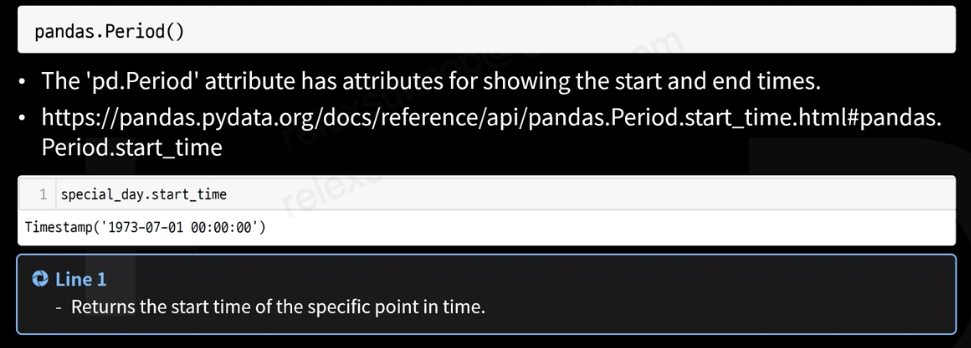 pandas.Period()
• The 'pd.Period' attribute has attributes for showing the start and end times.
• https://pandas.pydata.org/docs/reference/api/pandas.Period.start_time.html#pandas.
Period.start_time
1 special_day.start_time
Timestamp('1973-07-01 00:00:00')
Line 1
- Returns the start time of the specific point in time.